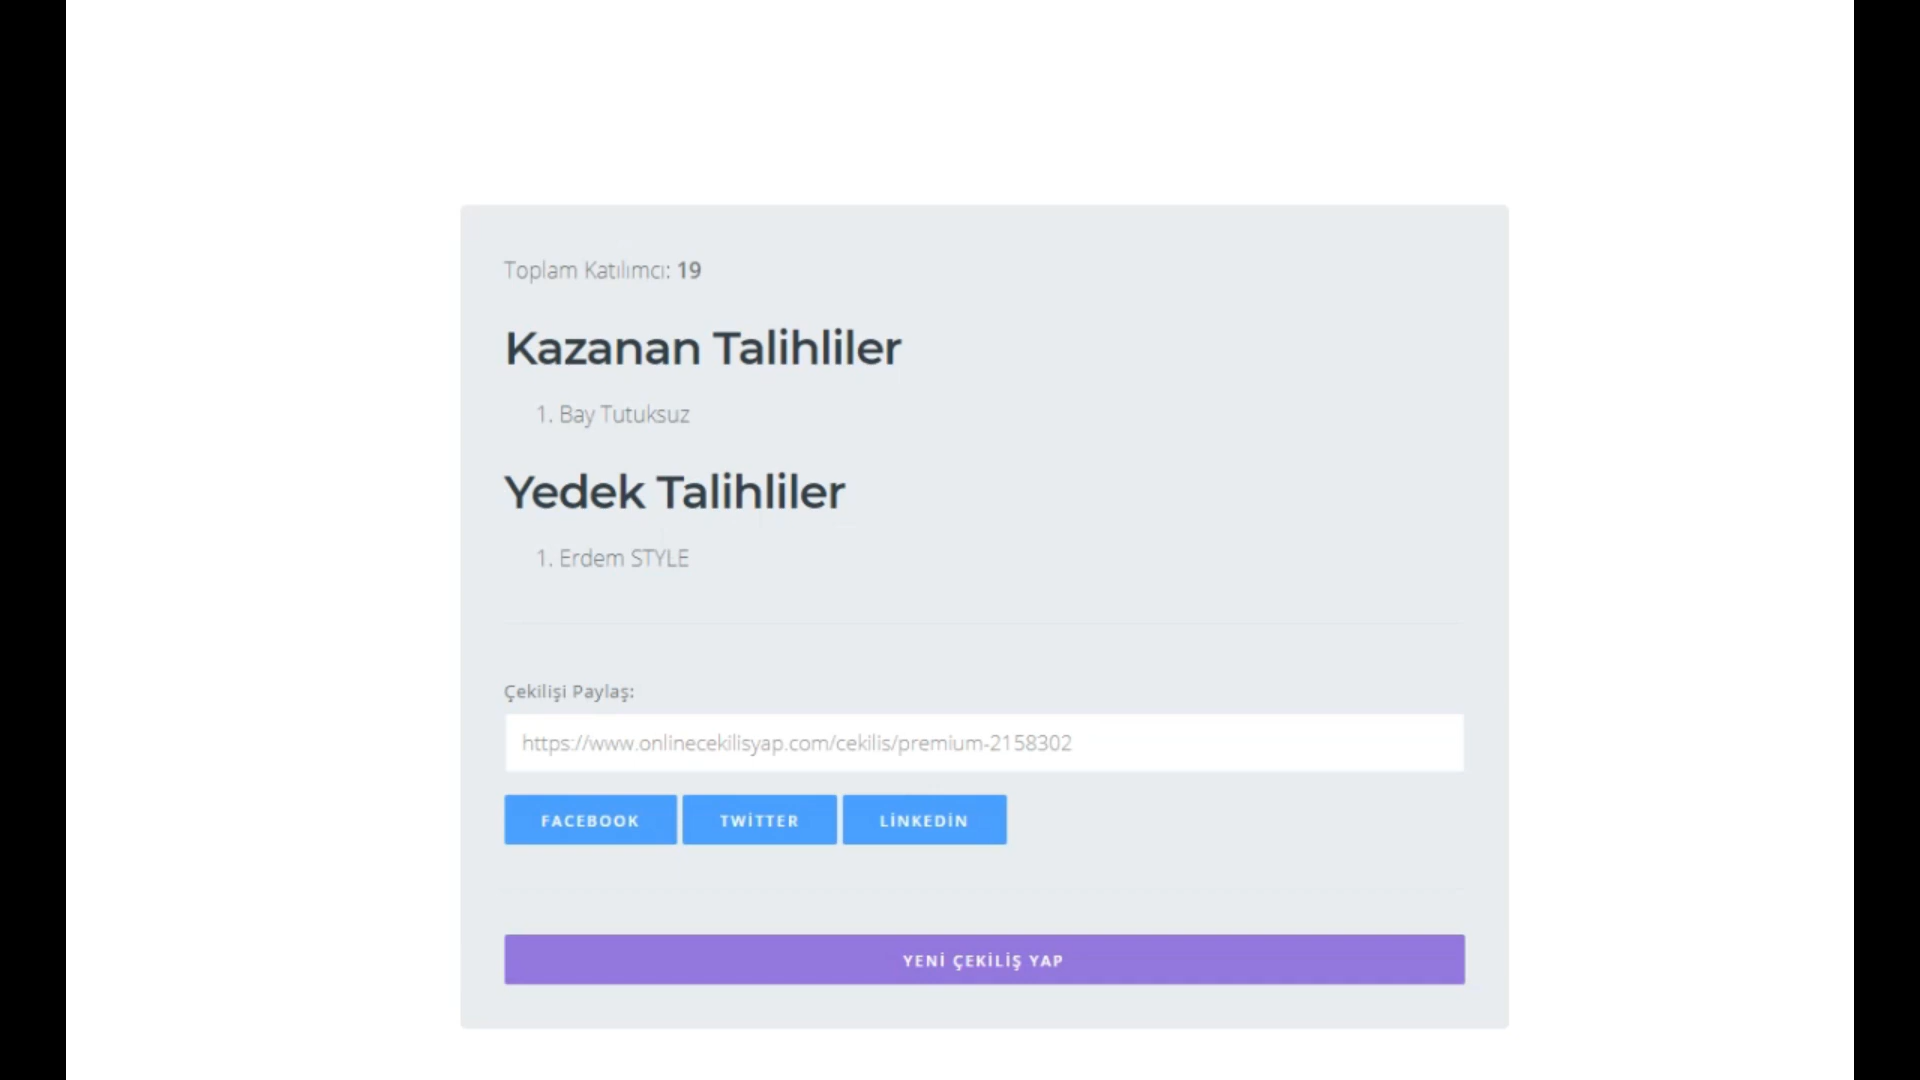 Toplam Katılımcı: 19
Kazanan Talihliler
1. Bay Tutuksuz
Yedek Talihliler
1. Erdem STYLE
Çekilişi Paylaş:
https://www.onlinecekilisyap.com/cekilis/premium-2158302
FACEBOOK TWİTTER LİNKEDİN
YENİ ÇEKİLİŞ YAP